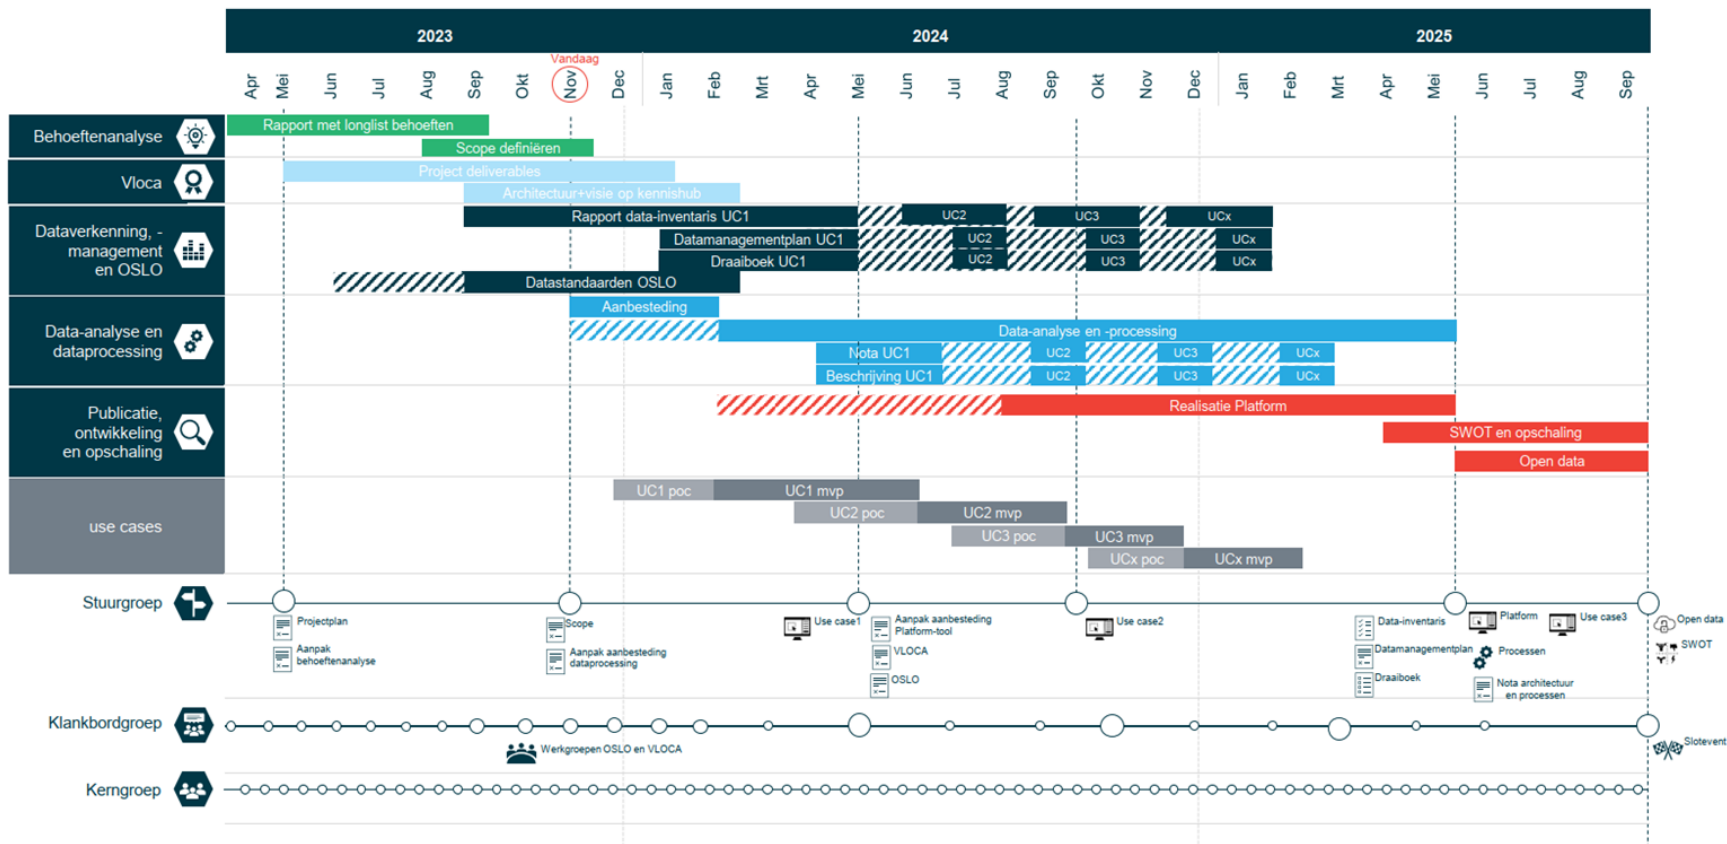 2023
2024
2025
Vandaag
Apr
Mei
Jun
Jul
Aug
Sep
Okt
Nov
Dec
Jan
Feb
Mrt
Apr
Mei
Jun
Jul
Aug
Sep
Okt
Nov
Dec
Jan
Feb
Mrt
Apr
Mei
Jun
Jul
Aug
Sep
Behoeftenanalyse
Rapport met longlist behoeften
Scope definiëren
Vloca
Project deliverables
Architectuur+visie op kennishub
Dataverkenning, -
management
en OSLO
Rapport data-inventaris UC1
UC2
UC3
UCx
Datamanagementplan UC1
UC2
UC3
UCx
Draaiboek UC1
UC2
UC3
UCx
Datastandaarden OSLO
Data-analyse en
dataprocessing
Aanbesteding
Data-analyse en -processing
Nota UC1
UC2
UC3
UCx
Beschrijving UC1
UC2
UC3
UCx
Publicatie,
ontwikkeling
en opschaling
Realisatie Platform
SWOT en opschaling
Open data
use cases
UC1 poc
UC1 mvp
UC2 poc
UC2 mvp
UC3 poc
UC3 mvp
UCx poc
UCx mvp
Stuurgroep
Projectplan
Aanpak
behoeftenanalyse
Scope
Aanpak aanbesteding
dataprocessing
Use case1
Aanpak aanbesteding
Platform-tool
VLOCA
OSLO
Use case2
Data-inventaris
Datamanagementplan
Draaiboek
Platform
Processen
Nota architectuur
en processen
Use case3
Open data
SWOT
Klankbordgroep
Werkgroepen OSLO en VLOCA
Slotevent
Kerngroep